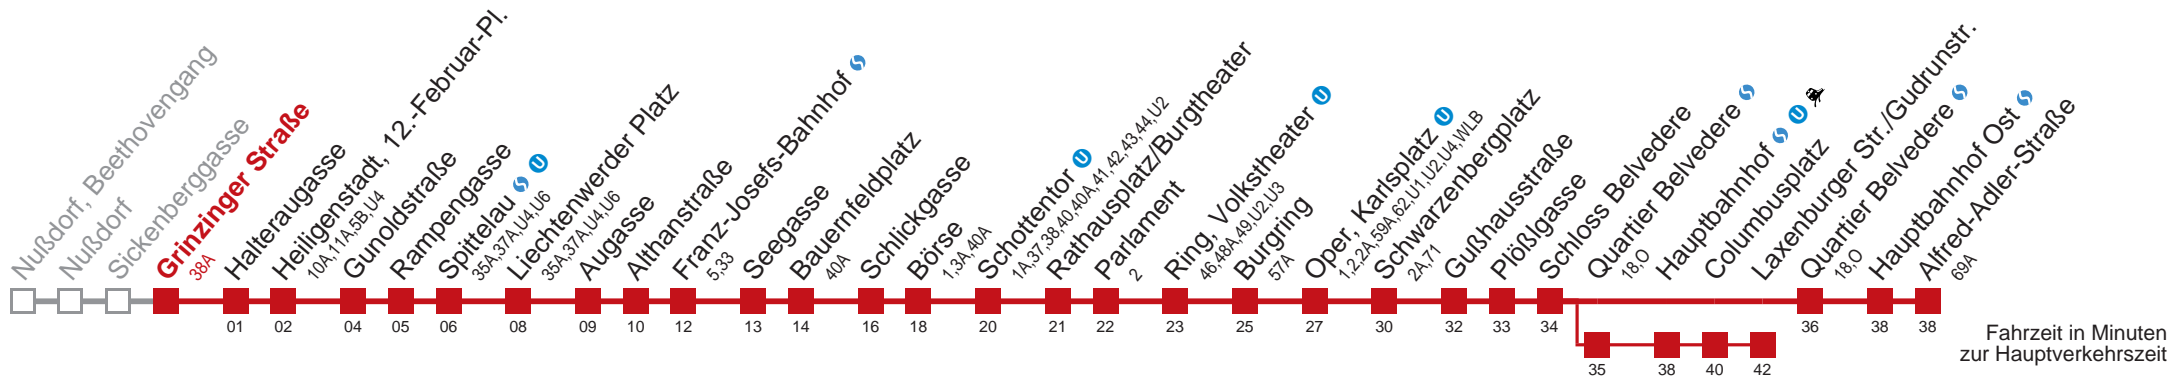 Nußdorf, Beethovengang
Nußdorf
Sickenberggasse
Grinzinger Straße
38A
Halteraugasse
Heiligenstadt, 12.-Februar-Pl.
10A,11A,5B,U4
Gunoldstraße
Rampengasse
Spittelau S U
35A,37A,U4,U6
Liechtenwerder Platz
35A,37A,U4,U6
Augasse
Althanstraße
Franz-Josefs-Bahnhof S
5,33
Seegasse
Bauernfeldplatz
40A
Schlickgasse
Börse
1,3A,40A
Schottentor U
1A,37,38,40,40A,41,42,43,44,U2
Rathausplatz/Burgtheater
Parlament
2
Ring, Volkstheater U
46,48A,49,U2,U3
Burgring
57A
Oper, Karlsplatz U
1,2,2A,59A,62,U1,U2,U4,WLB
Schwarzenbergplatz
2A,71
Gußhausstraße
Plößlgasse
Schloss Belvedere
Quartier Belvedere S
18,O
Hauptbahnhof S U
Columbusplatz
Laxenburger Str./Gudrunstr.
Quartier Belvedere S
18,O
Hauptbahnhof Ost S
Alfred-Adler-Straße
69A
01 02 04 05 06 08 09 10 12 13 14 16 18 20 21 22 23 25 27 30 32 33 34 36 38 38
35 38 40 42
Fahrzeit in Minuten
zur Hauptverkehrszeit